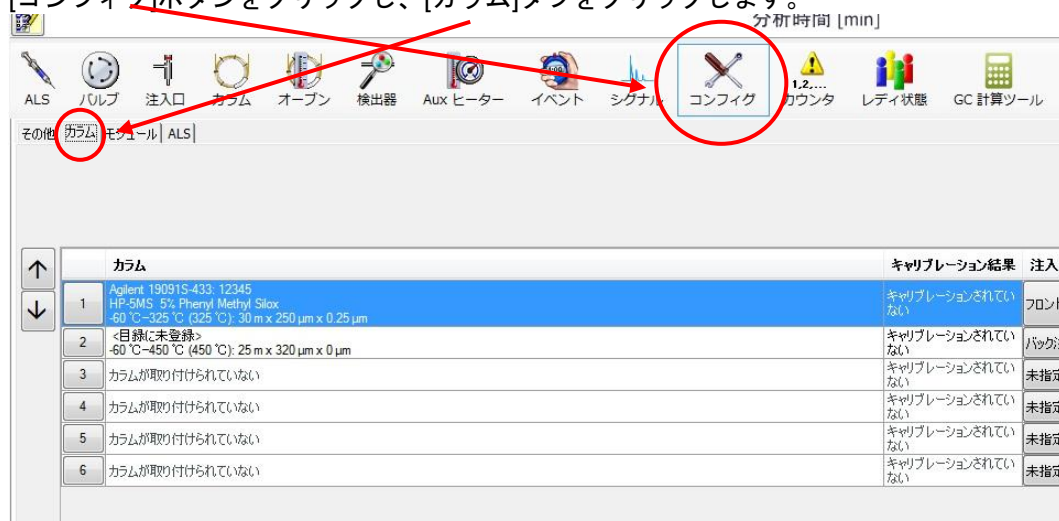 [コンフィグ]ボタンをクリックし、[カラム]タブをクリックします。
分析時間 [min]
ALS バルブ 注入口 カラム オーブン 検出器 Aux ヒーター イベント シグナル コンフィグ カウンタ レディ状態 GC 計算ツール
1,2,...
その他 カラム モジュール ALS
カラム キャリブレーション結果 注入
1 Agilent 19091S-433: 12345
HP-5MS 5% Phenyl Methyl Silox
-60 ℃—325 ℃ (325 ℃): 30 m x 250 μm x 0.25 μm
キャリブレーションされてい
ない
フロント
2 <目録に未登録>
-60 ℃—450 ℃ (450 ℃): 25 m x 320 μm x 0 μm
キャリブレーションされてい
ない
バック注
3 カラムが取り付けられていない
キャリブレーションされてい
ない
未指定
4 カラムが取り付けられていない
キャリブレーションされてい
ない
未指定
5 カラムが取り付けられていない
キャリブレーションされてい
ない
未指定
6 カラムが取り付けられていない
キャリブレーションされてい
ない
未指定